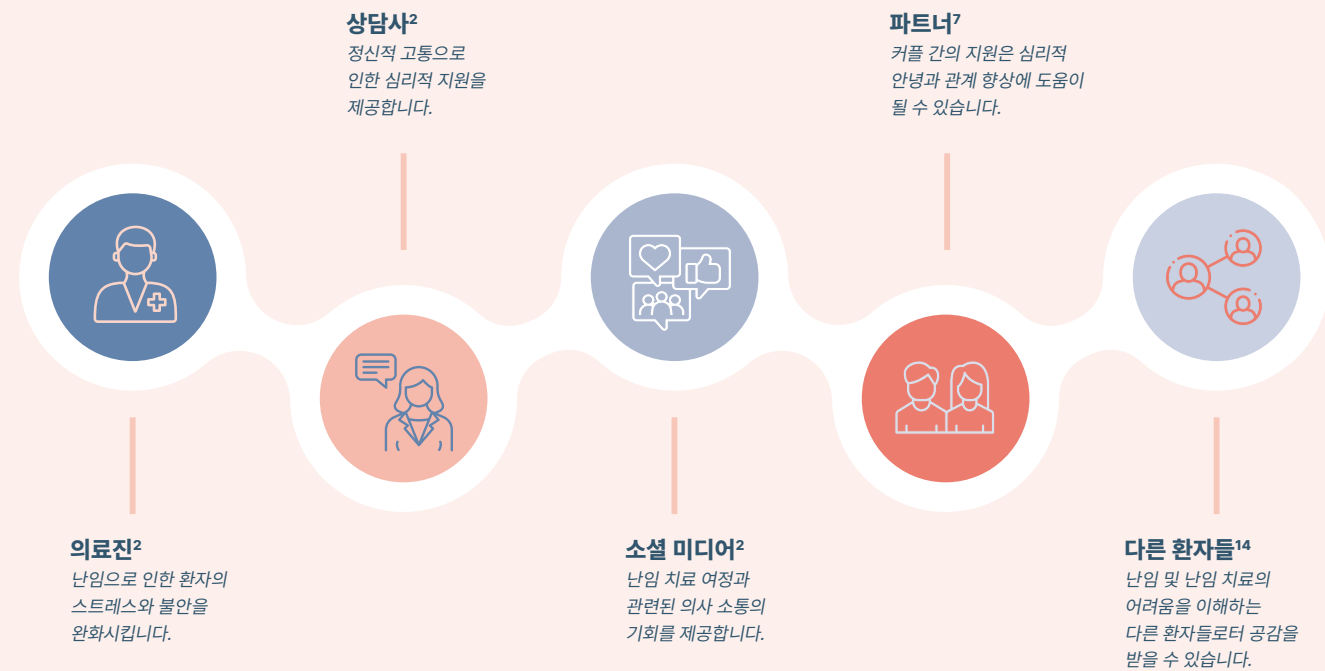 상담사²
정신적 고통으로
인한 심리적 지원을
제공합니다.
파트너⁷
커플 간의 지원은 심리적
안녕과 관계 향상에 도움이
될 수 있습니다.
의료진²
난임으로 인한 환자의
스트레스와 불안을
완화시킵니다.
소셜 미디어²
난임 치료 여정과
관련된 의사 소통의
기회를 제공합니다.
다른 환자들¹⁴
난임 및 난임 치료의
어려움을 이해하는
다른 환자들로터 공감을
받을 수 있습니다.